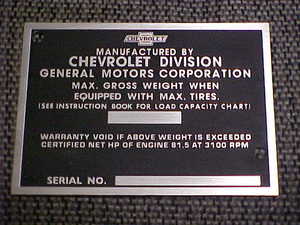 CHEVROLET
MANUFACTURED BY
CHEVROLET DIVISION
GENERAL MOTORS CORPORATION
MAX. GROSS WEIGHT WHEN
EQUIPPED WITH MAX. TIRES.
(SEE INSTRUCTION BOOK FOR LOAD CAPACITY CHART)
WARRANTY VOID IF ABOVE WEIGHT IS EXCEEDED
CERTIFIED NET HP OF ENGINE 81.5 AT 3100 RPM
SERIAL NO.